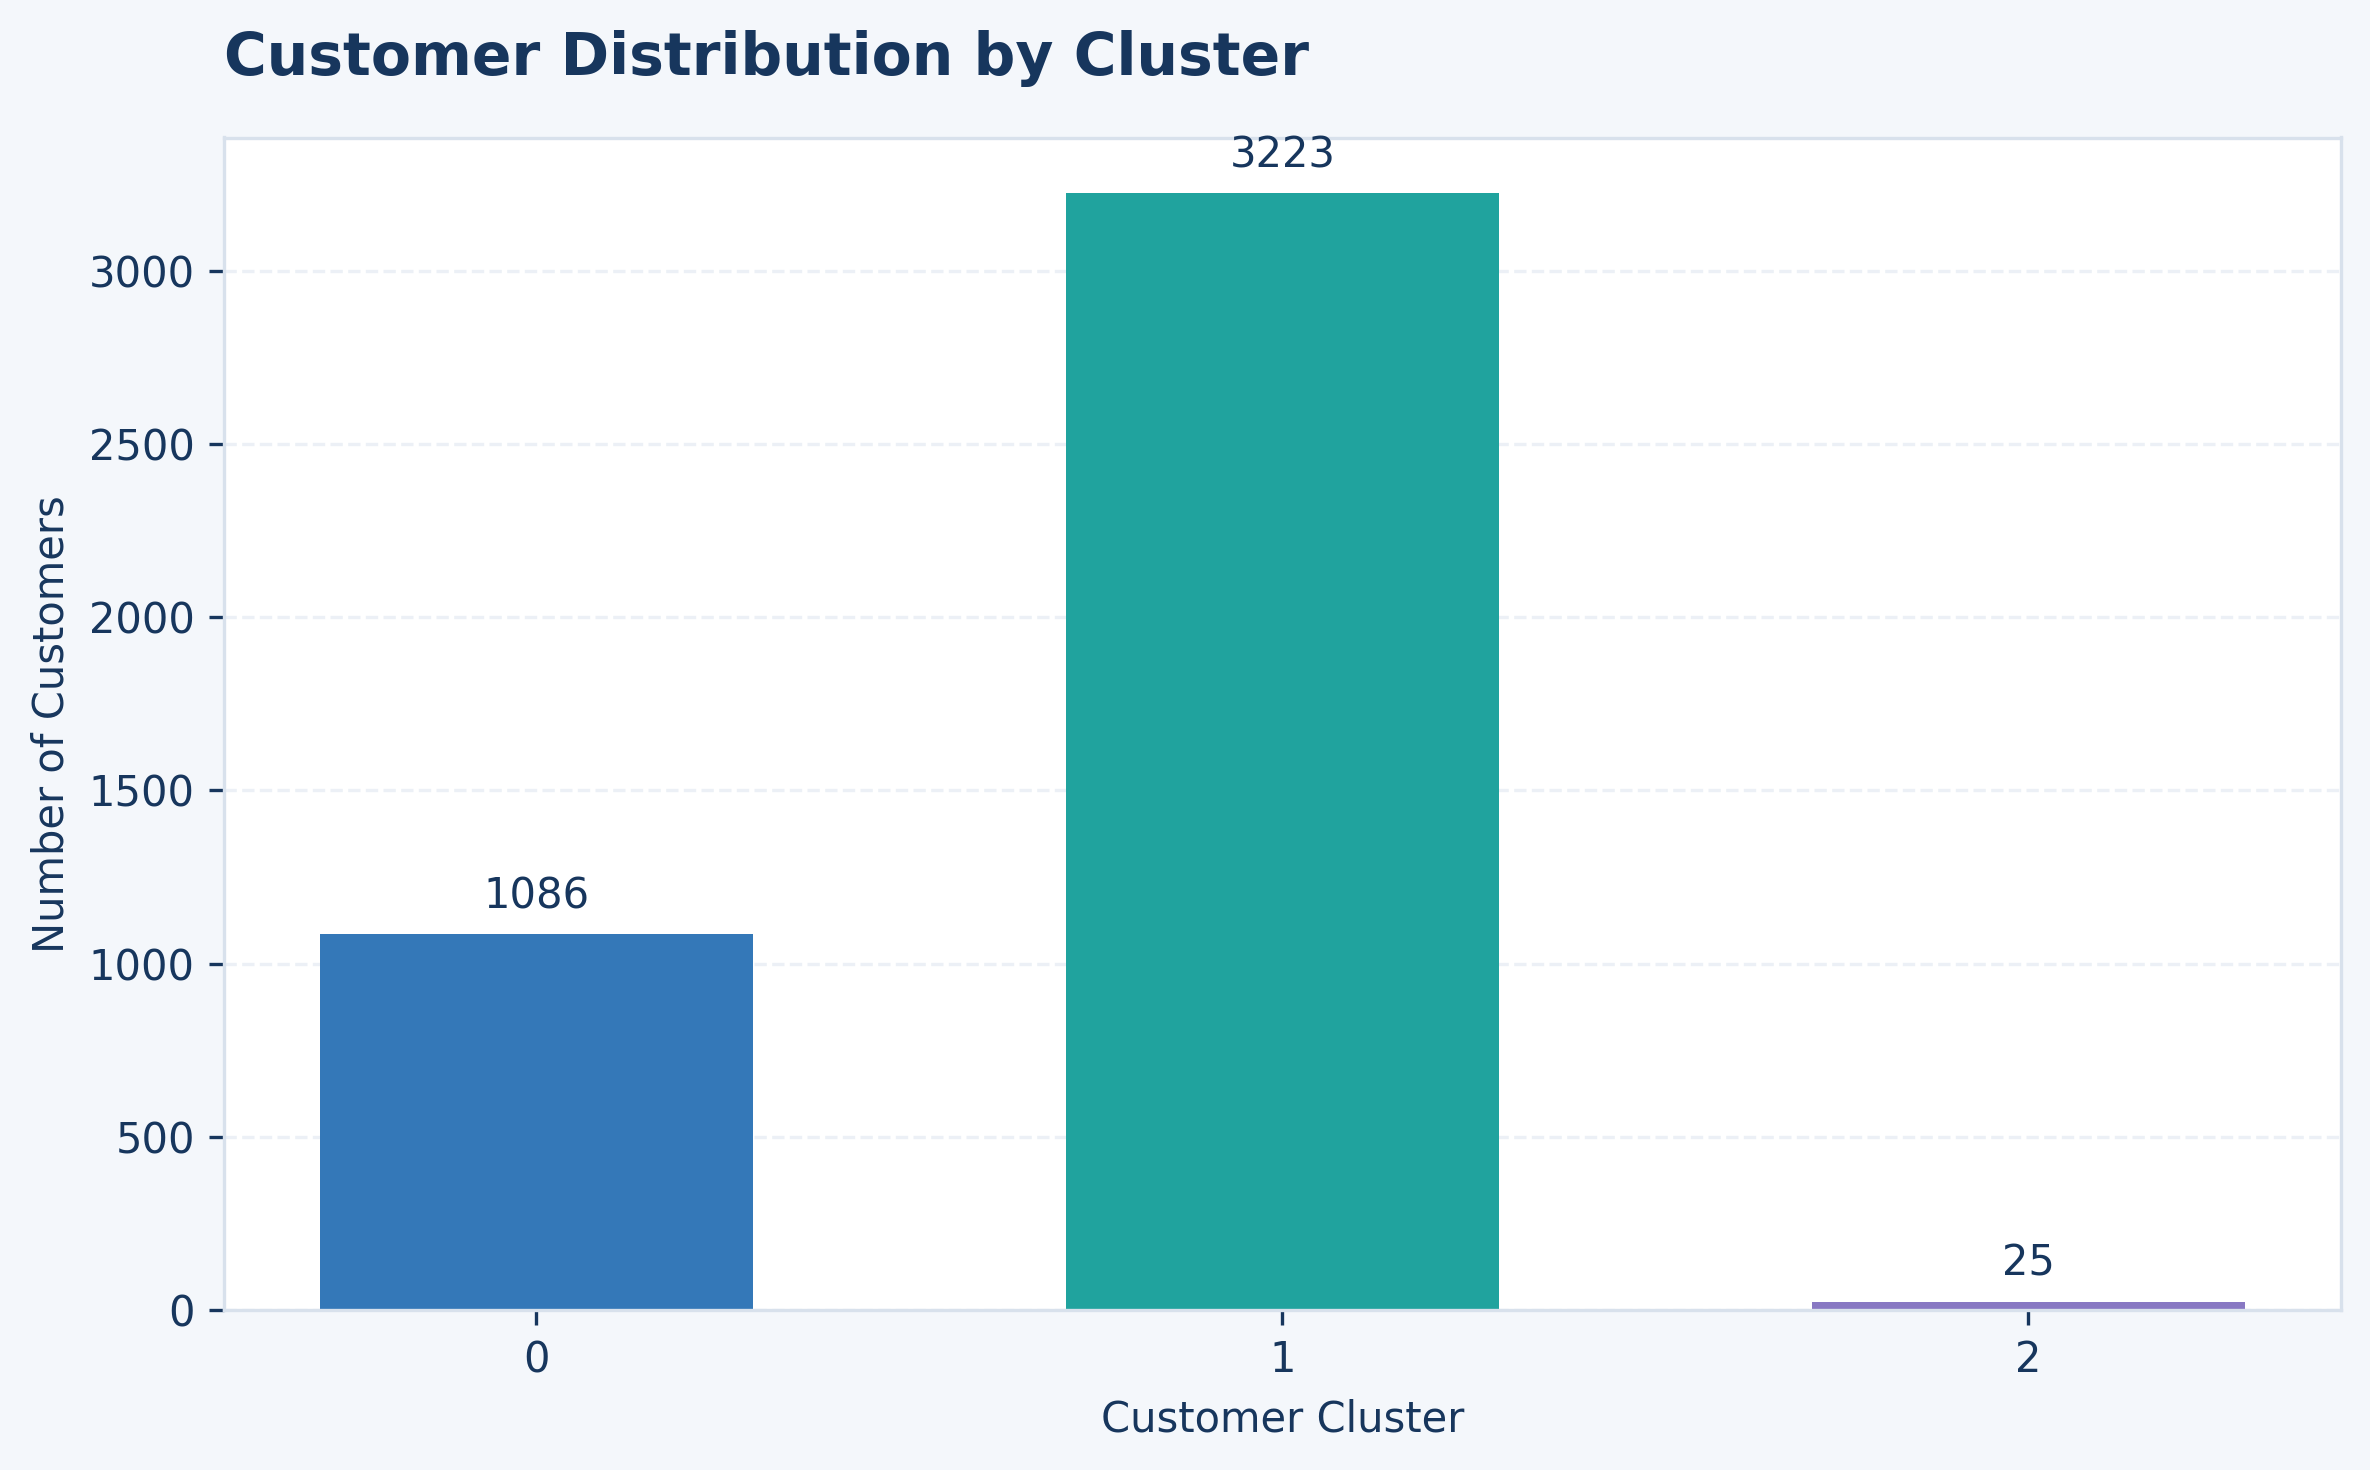 Customer Distribution by Cluster
3223
3000
2500
2000
1500
1086
1000
500
25
0
0 1 2
Number of Customers
Customer Cluster